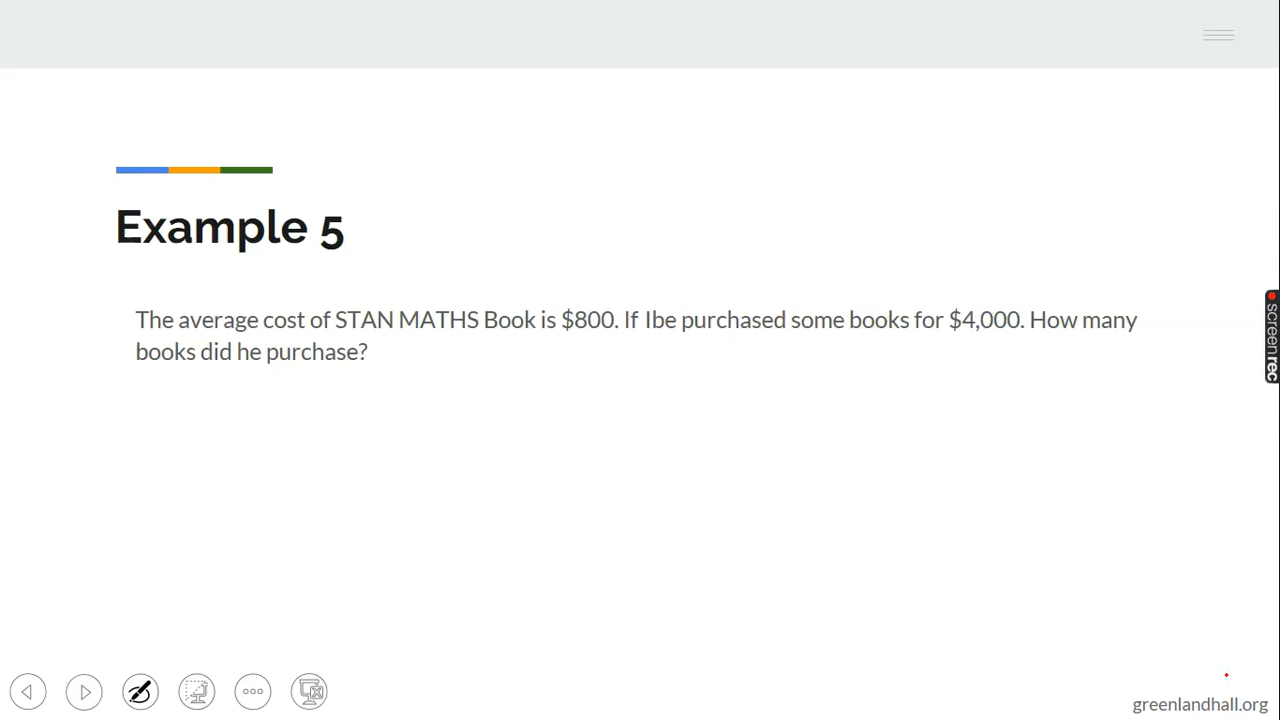 Example 5
The average cost of STAN MATHS Book is $800. If Ibe purchased some books for $4,000. How many
books did he purchase?
screenrec
greenlandhall.org